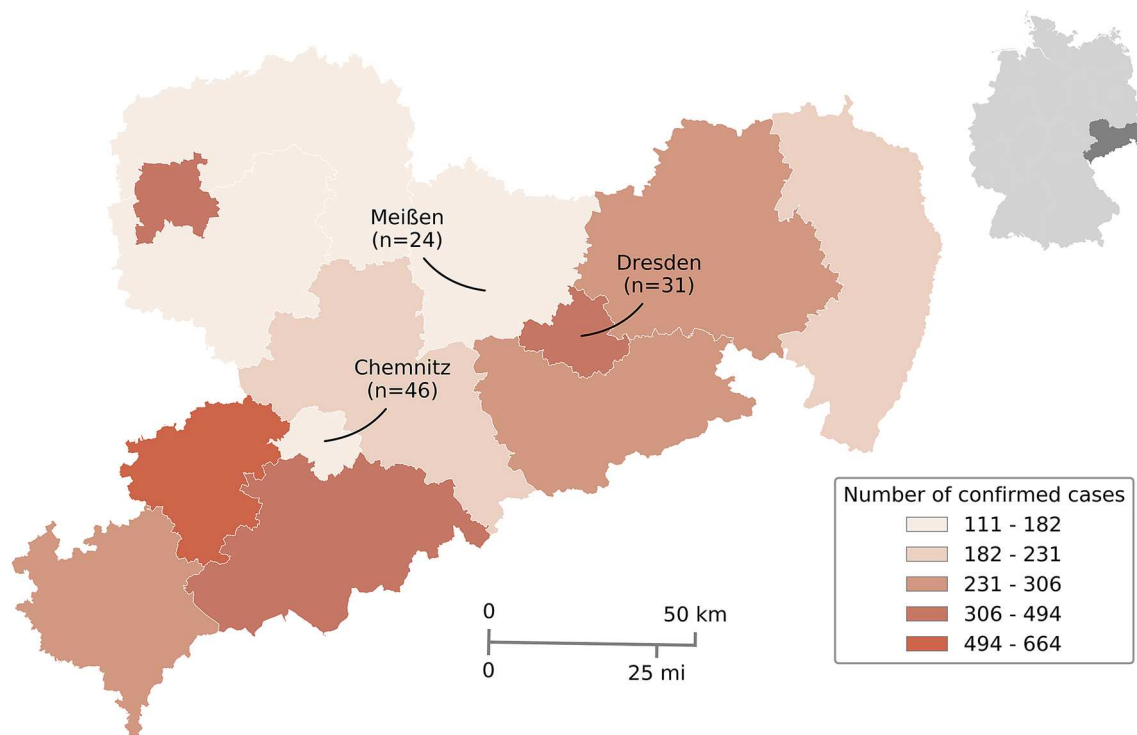 Meißen
(n=24)
Dresden
(n=31)
Chemnitz
(n=46)
Number of confirmed cases
111 - 182
182 - 231
231 - 306
306 - 494
494 - 664
0
50 km
0
25 mi